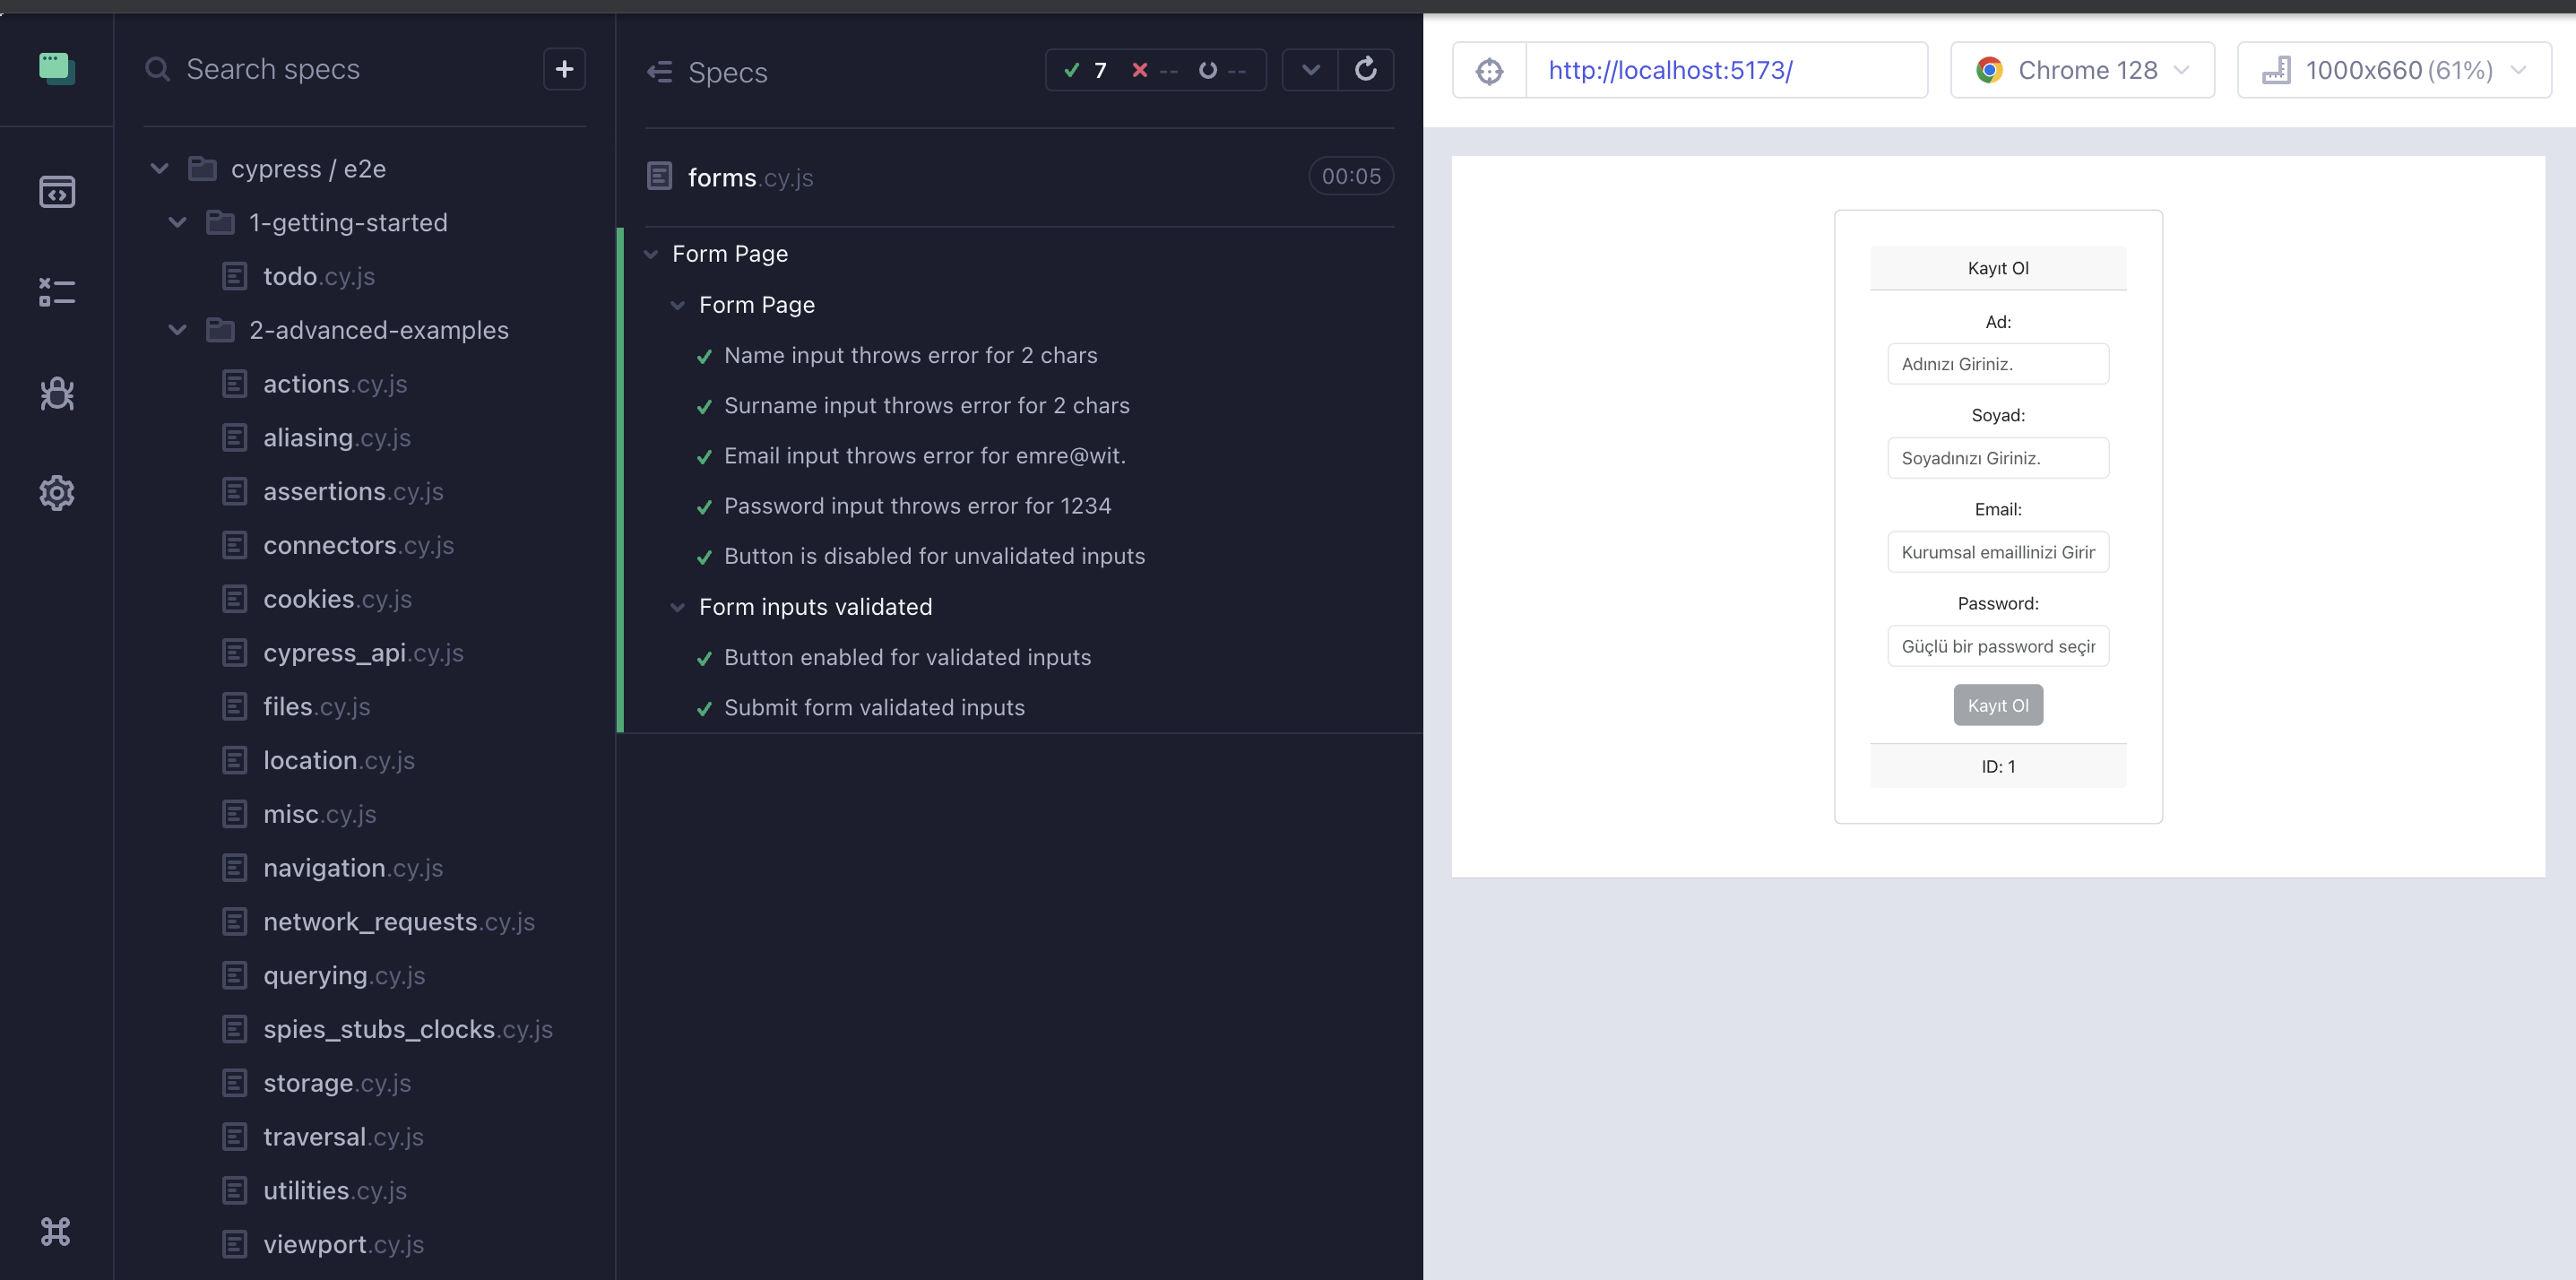 Search specs
cypress / e2e
1-getting-started
todo.cy.js
2-advanced-examples
actions.cy.js
aliasing.cy.js
assertions.cy.js
connectors.cy.js
cookies.cy.js
cypress_api.cy.js
files.cy.js
location.cy.js
misc.cy.js
navigation.cy.js
network_requests.cy.js
querying.cy.js
spies_stubs_clocks.cy.js
storage.cy.js
traversal.cy.js
utilities.cy.js
viewport.cy.js
Specs
7 -- --
forms.cy.js 00:05
Form Page
Form Page
Name input throws error for 2 chars
Surname input throws error for 2 chars
Email input throws error for emre@wit.
Password input throws error for 1234
Button is disabled for unvalidated inputs
Form inputs validated
Button enabled for validated inputs
Submit form validated inputs
http://localhost:5173/ Chrome 128 1000x660 (61%)
Kayıt Ol
Ad:
Adınızı Giriniz.
Soyad:
Soyadınızı Giriniz.
Email:
Kurumsal emaillinizi Girir
Password:
Güçlü bir password seçir
Kayıt Ol
ID: 1